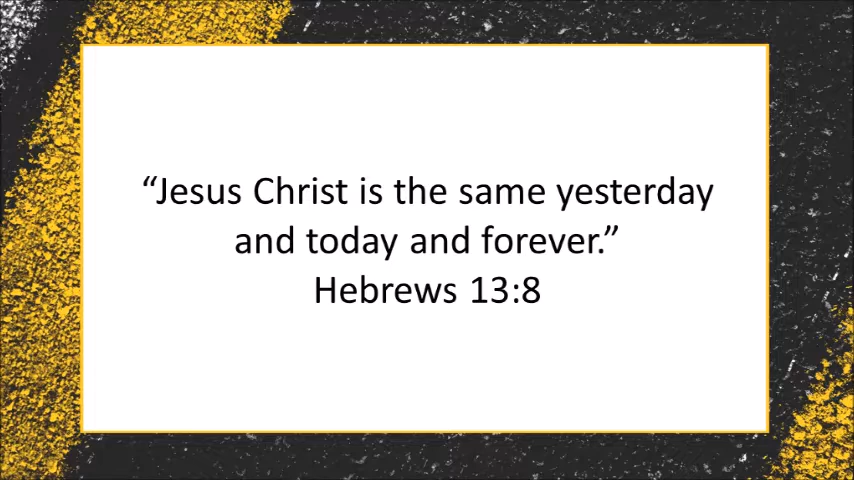 “Jesus Christ is the same yesterday
and today and forever.”
Hebrews 13:8